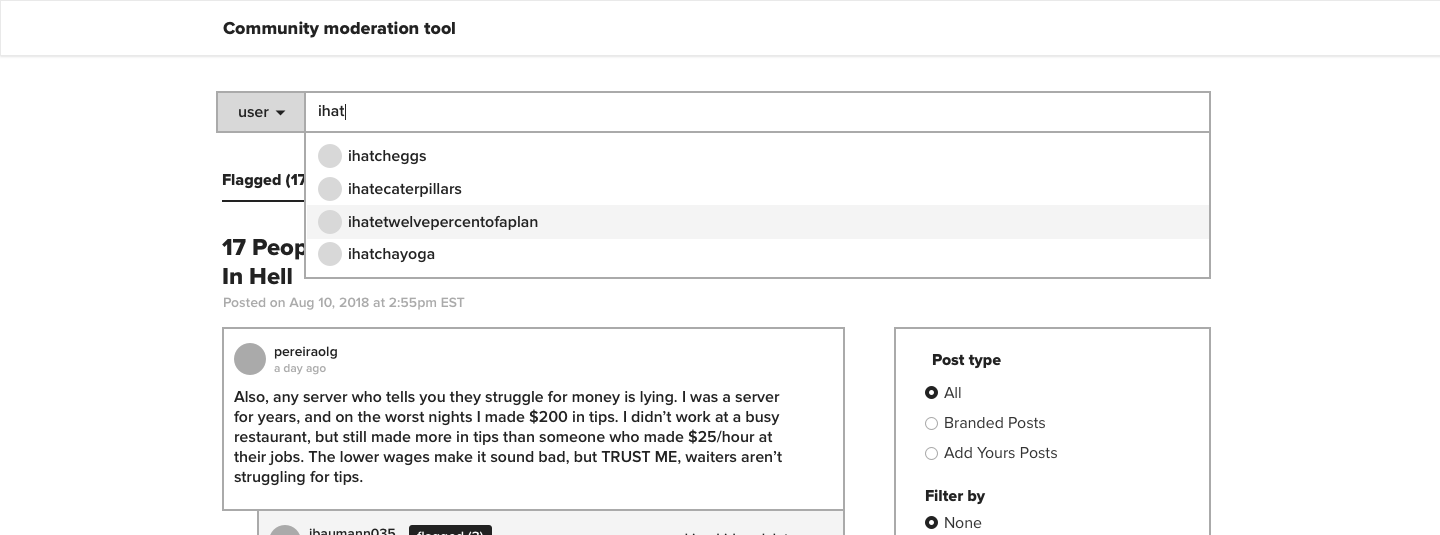 Community moderation tool
user
ihat
ihatcheggs
ihatecaterpillars
ihatetwelvepercentofaplan
ihatchayoga
Flagged (17
17 Peop
In Hell
Posted on Aug 10, 2018 at 2:55pm EST
pereiraolg
a day ago
Also, any server who tells you they struggle for money is lying. I was a server
for years, and on the worst nights I made $200 in tips. I didn’t work at a busy
restaurant, but still made more in tips than someone who made $25/hour at
their jobs. The lower wages make it sound bad, but TRUST ME, waiters aren’t
struggling for tips.
jbaumann035 flagged (2)
Post type
All
Branded Posts
Add Yours Posts
Filter by
None